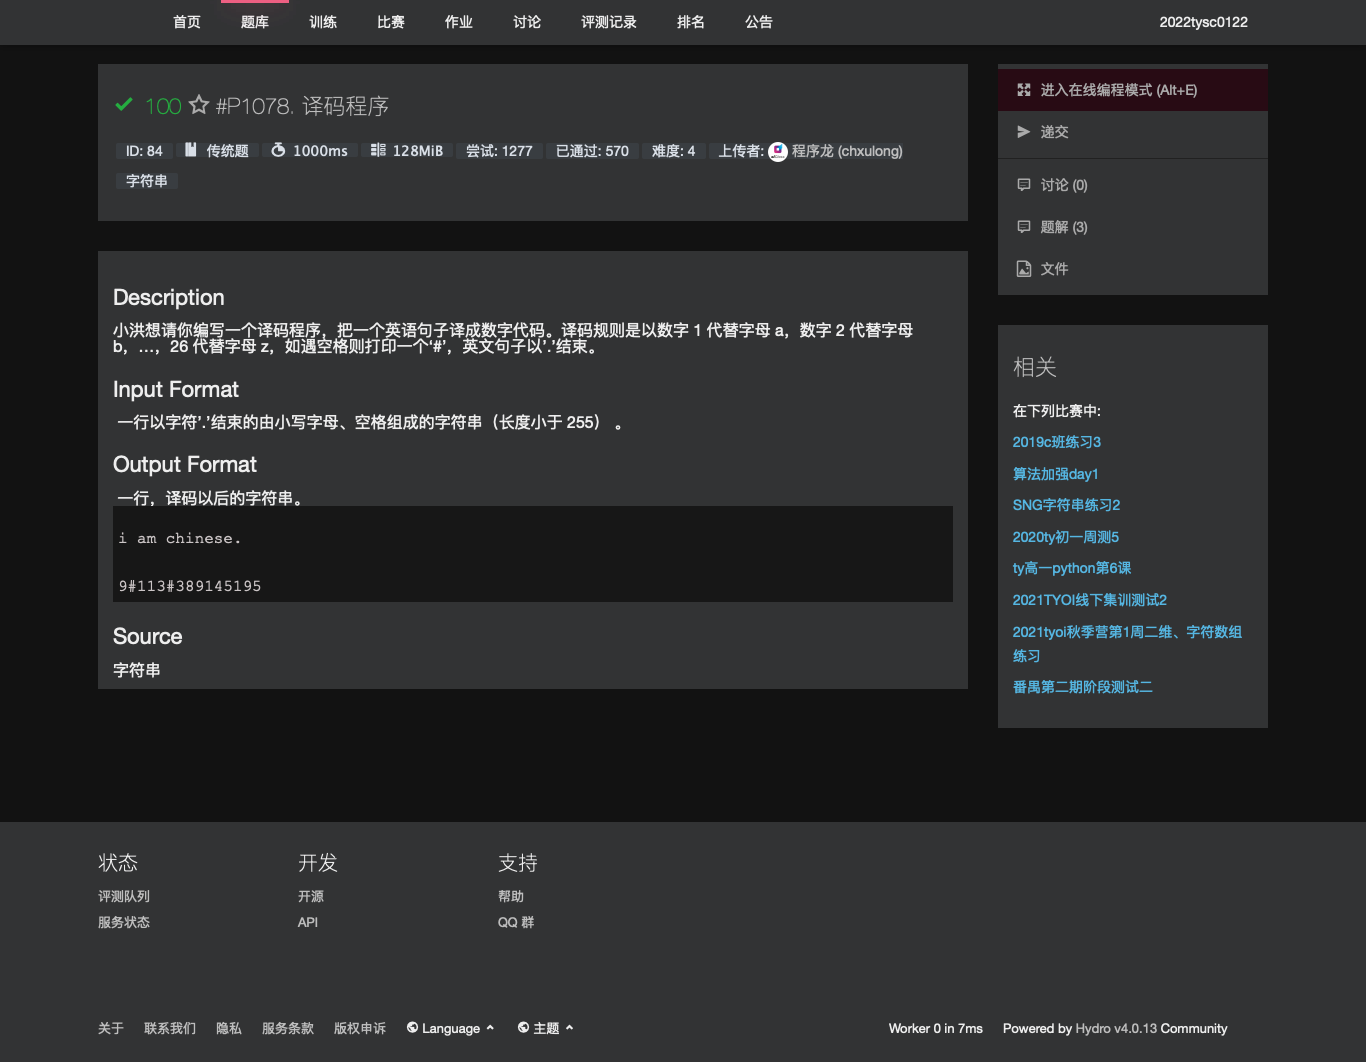 首页 题库 训练 比赛 作业 讨论 评测记录 排名 公告 2022tysc0122
100 #P1078. 译码程序
ID: 84 传统题 1000ms 128MiB 尝试: 1277 已通过: 570 难度: 4 上传者: 程序龙 (chxulong)
字符串
Description
小洪想请你编写一个译码程序，把一个英语句子译成数字代码。译码规则是以数字 1 代替字母 a，数字 2 代替字母
b，…，26 代替字母 z，如遇空格则打印一个‘#’，英文句子以’.’结束。
Input Format
一行以字符’.’结束的由小写字母、空格组成的字符串（长度小于 255） 。
Output Format
一行，译码以后的字符串。
i am chinese.
9#113#389145195
Source
字符串
进入在线编程模式 (Alt+E)
递交
讨论 (0)
题解 (3)
文件
相关
在下列比赛中:
2019c班练习3
算法加强day1
SNG字符串练习2
2020ty初一周测5
ty高一python第6课
2021TYOI线下集训测试2
2021tyoi秋季营第1周二维、字符数组
练习
番禺第二期阶段测试二
状态 开发 支持
评测队列 开源 帮助
服务状态 API QQ 群
关于 联系我们 隐私 服务条款 版权申诉 Language 主题 Worker 0 in 7ms Powered by Hydro v4.0.13 Community